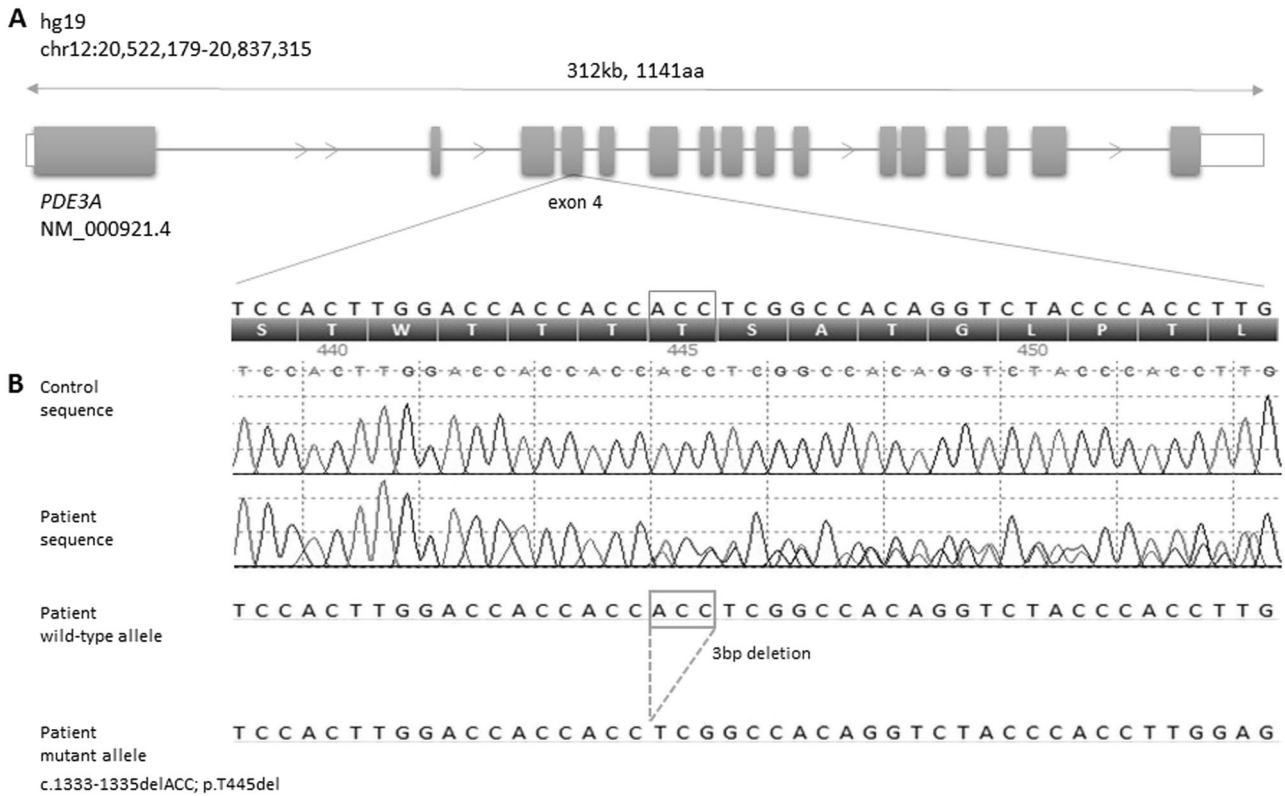 A
hg19
chr12:20,522,179-20,837,315
312kb, 1141aa
PDE3A
NM_000921.4
exon 4
TCCACTTGGACCACCACCACCTCGGCCACAGGTCTACCCACCTTG
S T W T T T T S A T G L P T L
440 445 450
TCCACTTGGACCACCACCACCTCGGCCACAGGTCTACCCACCTTG
B
Control
sequence
Patient
sequence
Patient
wild-type allele
TCCACTTGGACCACCACCACCTCGGCCACAGGTCTACCCACCTTG
3bp deletion
Patient
mutant allele
TCCACTTGGACCACCACCTCGGCCACAGGTCTACCCACCTTGGAG
c.1333-1335delACC; p.T445del